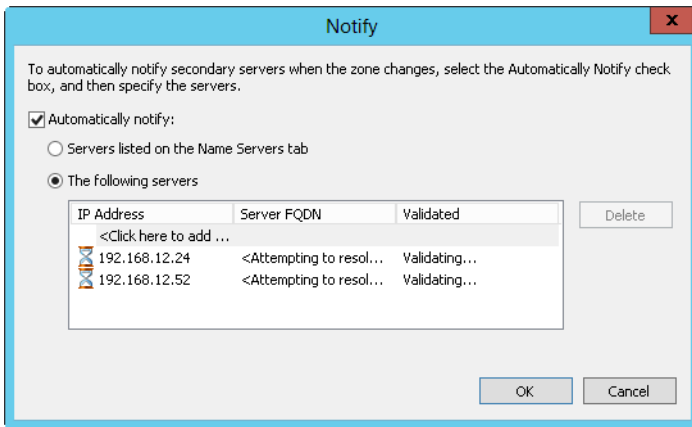 Notify
x
To automatically notify secondary servers when the zone changes, select the Automatically Notify check
box, and then specify the servers.
Automatically notify:
Servers listed on the Name Servers tab
The following servers
IP Address Server FQDN Validated
<Click here to add ...
192.168.12.24 <Attempting to resol... Validating...
192.168.12.52 <Attempting to resol... Validating...
Delete
OK Cancel